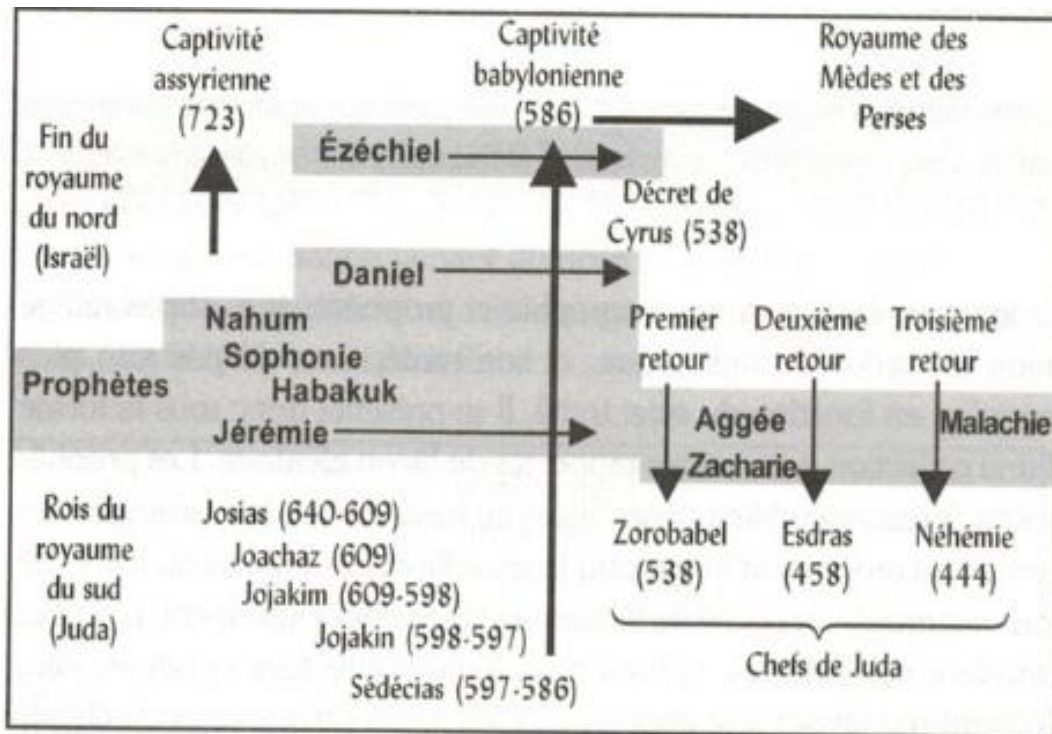 Captivité
assyrienne
(723)
Captivité
babylonienne
(586)
Royaume des
Mèdes et des
Perses
Fin du
royaume
du nord
(Israël)
Ézéchiel
Décret de
Cyrus (538)
Daniel
Nahum
Sophonie
Habakuk
Jérémie
Prophètes
Premier
retour
Deuxième
retour
Troisième
retour
Aggée
Zacharie
Malachie
Rois du
royaume
du sud
(Juda)
Josias (640-609)
Joachaz (609)
Jojakim (609-598)
Jojakin (598-597)
Sédécias (597-586)
Zorobabel
(538)
Esdras
(458)
Néhémie
(444)
Chefs de Juda